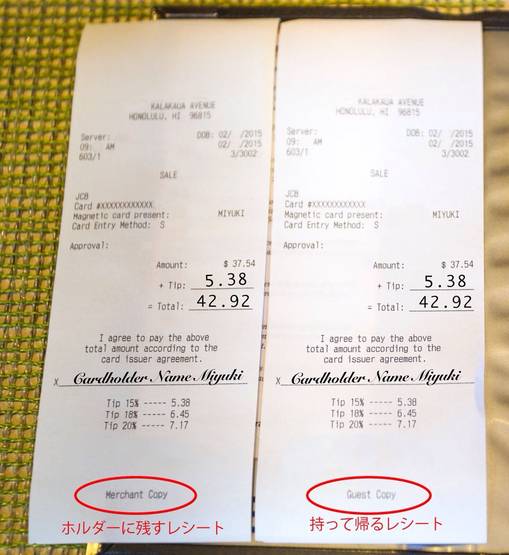 KALAKAUA AVENUE
HONOLULU, HI 96815
Server: DOB: 02/ /2015
09: AM 02/ /2015
603/1 3/3002
SALE
JCB
Card #XXXXXXXXXXXX
Magnetic card present: MIYUKI
Card Entry Method: S
Approval:
Amount: $ 37.54
+ Tip: 5.38
= Total: 42.92
I agree to pay the above
total amount according to the
card issuer agreement.
x Cardholder Name Miyuki
Tip 15% ----- 5.38
Tip 18% ----- 6.45
Tip 20% ----- 7.17
Merchant Copy
ホルダーに残すレシート
KALAKAUA AVENUE
HONOLULU, HI 96815
Server: DOB: 02/ /2015
09: AM 02/ /2015
603/1 3/3002
SALE
JCB
Card #XXXXXXXXXXXX
Magnetic card present: MIYUKI
Card Entry Method: S
Approval:
Amount: $ 37.54
+ Tip: 5.38
= Total: 42.92
I agree to pay the above
total amount according to the
card issuer agreement.
x Cardholder Name Miyuki
Tip 15% ----- 5.38
Tip 18% ----- 6.45
Tip 20% ----- 7.17
Guest Copy
持って帰るレシート